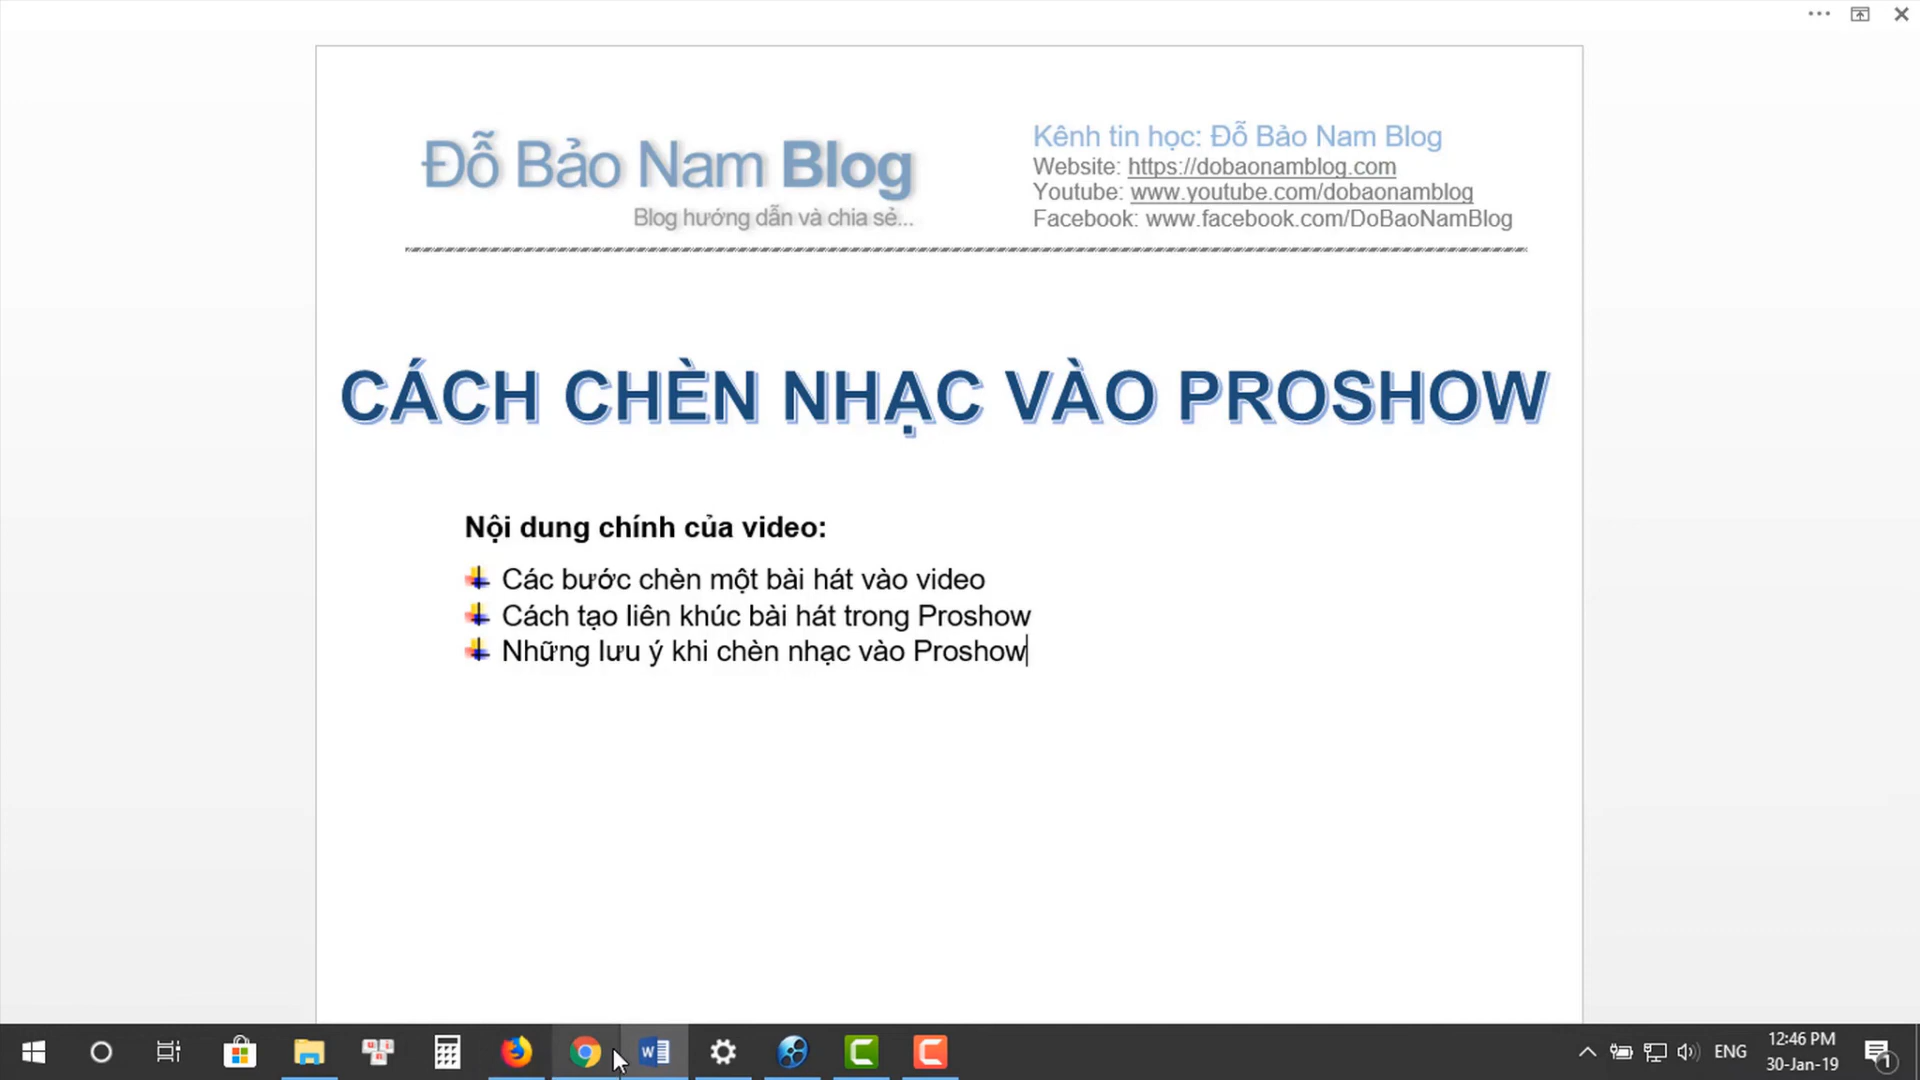 Đỗ Bảo Nam Blog
Blog hướng dẫn và chia sẻ...
Kênh tin học: Đỗ Bảo Nam Blog
Website: https://dobaonamblog.com
Youtube: www.youtube.com/dobaonamblog
Facebook: www.facebook.com/DoBaoNamBlog
CÁCH CHÈN NHẠC VÀO PROSHOW
Nội dung chính của video:
Các bước chèn một bài hát vào video
Cách tạo liên khúc bài hát trong Proshow
Những lưu ý khi chèn nhạc vào Proshow
ENG
12:46 PM
30-Jan-19
1